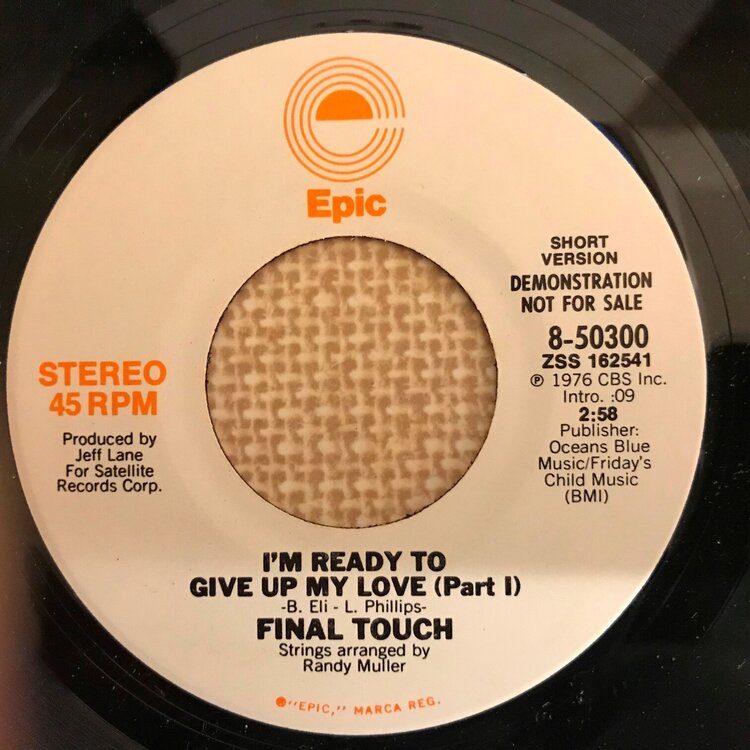 Epic
SHORT
VERSION
DEMONSTRATION
NOT FOR SALE
8-50300
ZSS 162541
℗ 1976 CBS Inc.
Intro. :09
2:58
Publisher:
Oceans Blue
Music/Friday's
Child Music
(BMI)
STEREO
45 RPM
Produced by
Jeff Lane
For Satellite
Records Corp.
I'M READY TO
GIVE UP MY LOVE (Part I)
-B. Eli - L. Phillips-
FINAL TOUCH
Strings arranged by
Randy Muller
®"EPIC," MARCA REG.